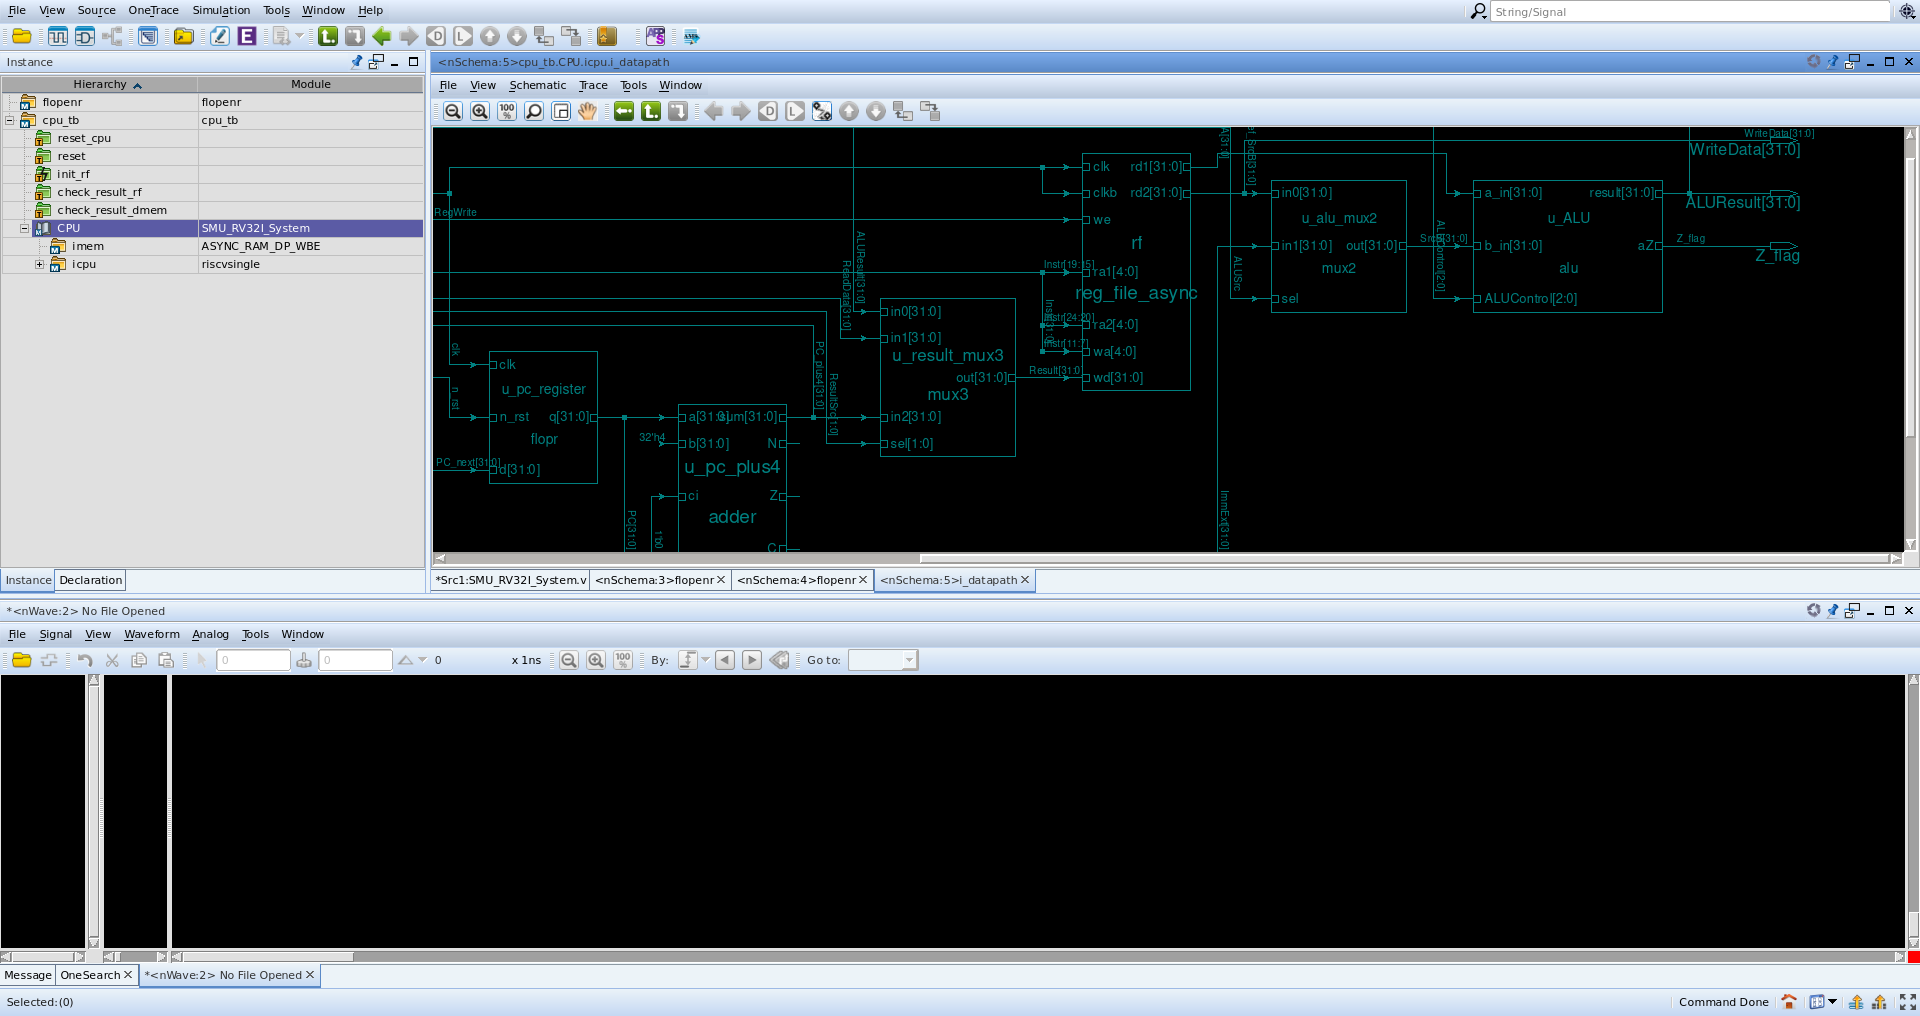 File View Source OneTrace Simulation Tools Window Help
String/Signal
Instance
<nSchema:5>cpu_tb.CPU.icpu.i_datapath
Hierarchy Module
flopenr flopenr
cpu_tb cpu_tb
reset_cpu
reset
init_rf
check_result_rf
check_result_dmem
CPU SMU_RV32I_System
imem ASYNC_RAM_DP_WBE
icpu riscvsingle
File View Schematic Trace Tools Window
100%
WriteData[31:0]
WriteData[31:0]
clk rd1[31:0]
clkb rd2[31:0]
RegWrite
we
rf
Instr[19:15]
ra1[4:0]
reg_file_async
Instr[24:20]
ra2[4:0]
Instr[11:7]
wa[4:0]
Result[31:0]
wd[31:0]
in0[31:0]
u_alu_mux2
in1[31:0] out[31:0]
mux2
sel
ALUSrc
SrcB[31:0]
ALUControl[2:0]
a_in[31:0] result[31:0]
u_ALU
b_in[31:0] aZ
alu
ALUControl[2:0]
ALUResult[31:0]
Z_flag
Z_flag
ALUResult[31:0]
ReadData[31:0]
in0[31:0]
in1[31:0]
u_result_mux3
out[31:0]
mux3
in2[31:0]
sel[1:0]
PC_plus4[31:0]
ResultSrc[1:0]
clk
clk
u_pc_register
n_rst
n_rst q[31:0]
flopr
PC_next[31:0]
d[31:0]
a[31:0] sum[31:0]
32'h4
b[31:0] N
u_pc_plus4
ci Z
adder
C
PC[31:0]
1'b0
ImmExt[31:0]
Instance Declaration
*Src1:SMU_RV32I_System.v <nSchema:3>flopenr <nSchema:4>flopenr <nSchema:5>i_datapath
*<nWave:2> No File Opened
File Signal View Waveform Analog Tools Window
0 0 0 x 1ns 100% By: Go to:
Message OneSearch *<nWave:2> No File Opened
Selected:(0)
Command Done